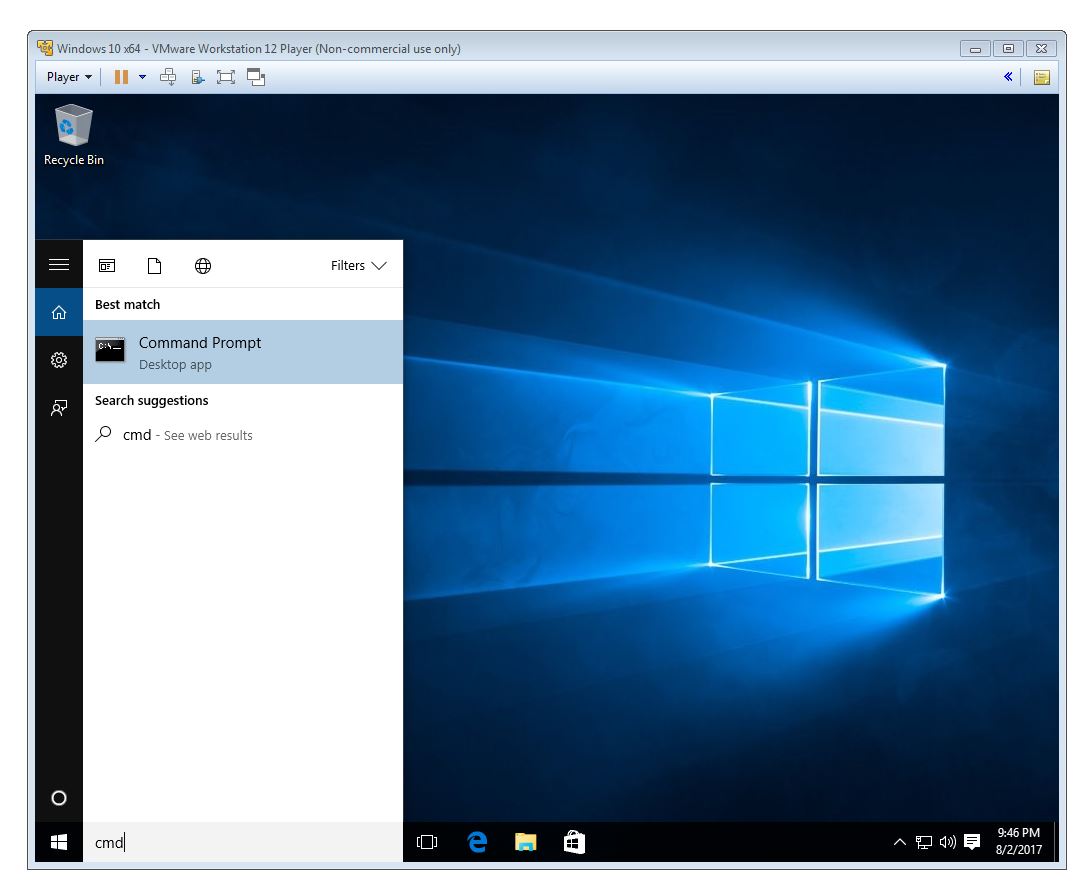 Windows 10 x64 - VMware Workstation 12 Player (Non-commercial use only)
Player
Recycle Bin
Filters
Best match
C:\_
Command Prompt
Desktop app
Search suggestions
cmd - See web results
cmd
9:46 PM
8/2/2017